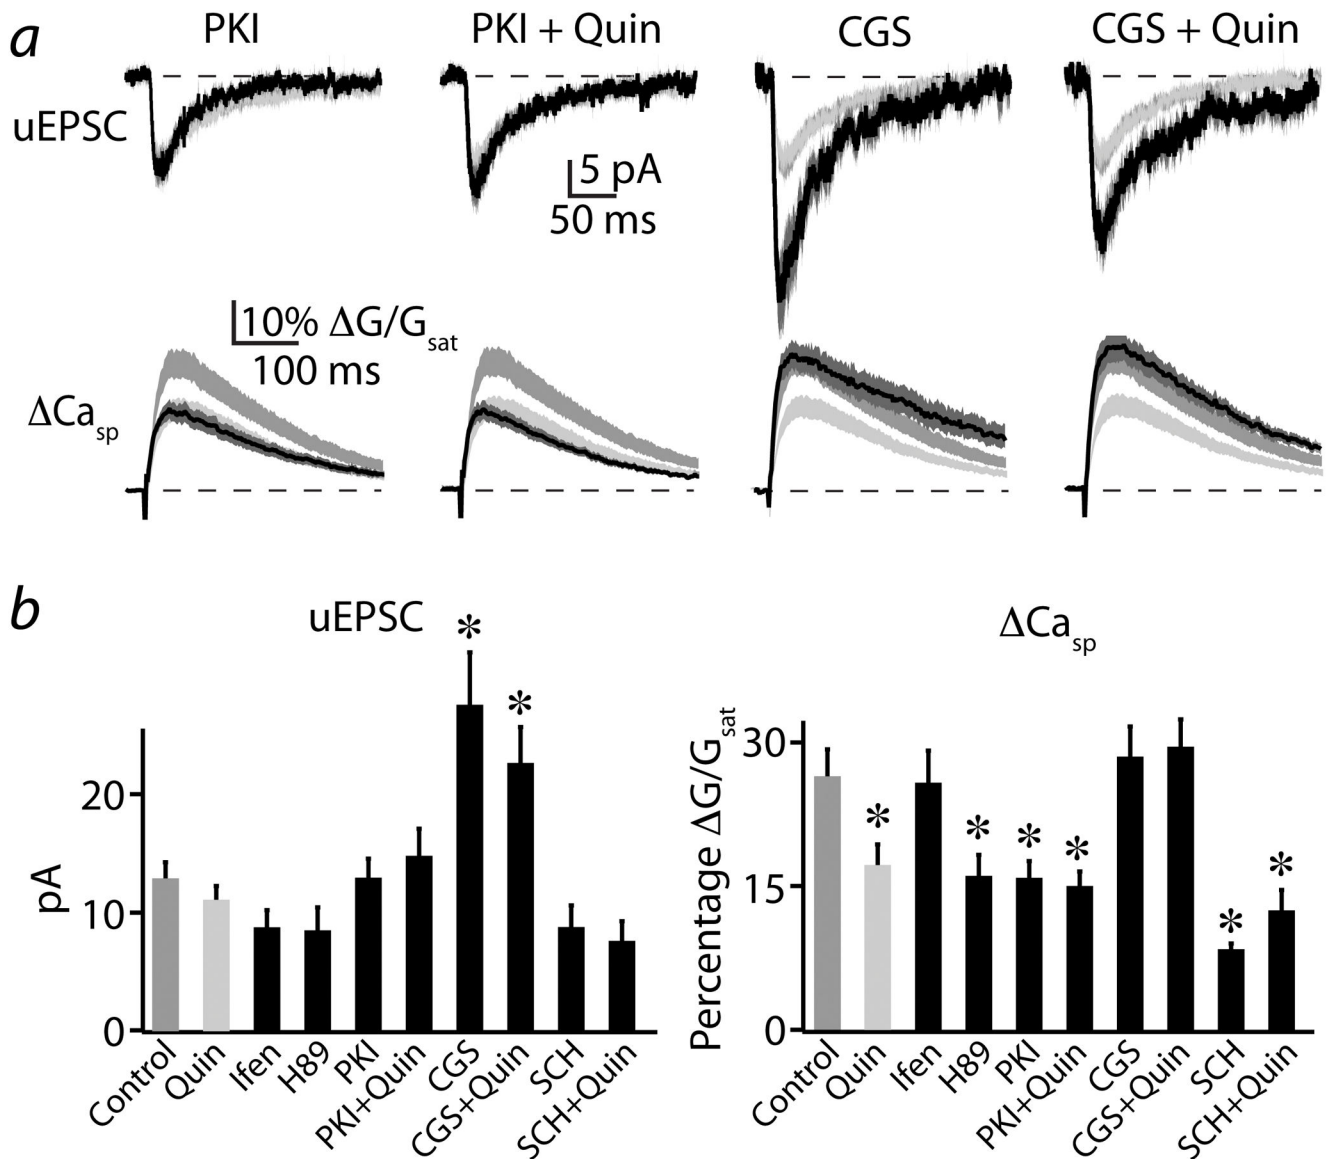 a
PKI
PKI + Quin
CGS
CGS + Quin
uEPSC
5 pA
50 ms
10% ΔG/Gsat
100 ms
ΔCasp
b
uEPSC
*
*
pA
20
10
0
Control
Quin
Ifen
H89
PKI
PKI+Quin
CGS
CGS+Quin
SCH
SCH+Quin
ΔCasp
Percentage ΔG/Gsat
30
15
0
*
*
*
*
*
*
Control
Quin
Ifen
H89
PKI
PKI+Quin
CGS
CGS+Quin
SCH
SCH+Quin